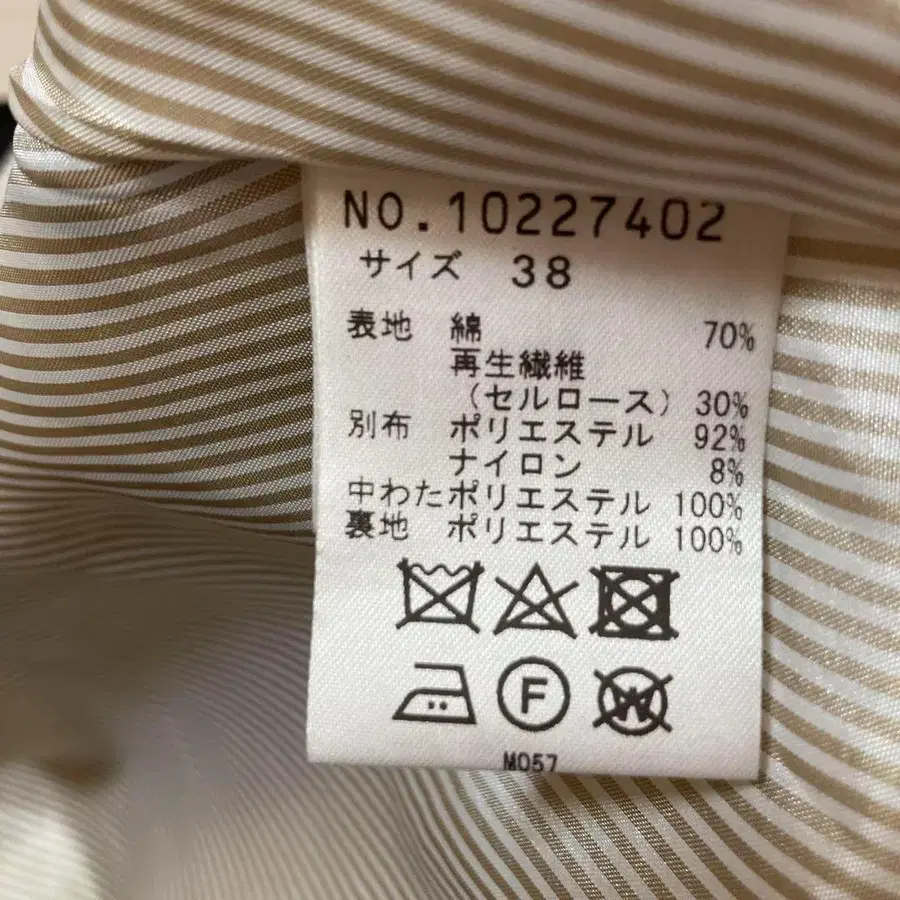 NO.10227402
サイズ 38
表地 綿 70%
再生繊維
(セルロース) 30%
別布 ポリエステル 92%
ナイロン 8%
中わた ポリエステル 100%
裏地 ポリエステル 100%
F W
M057